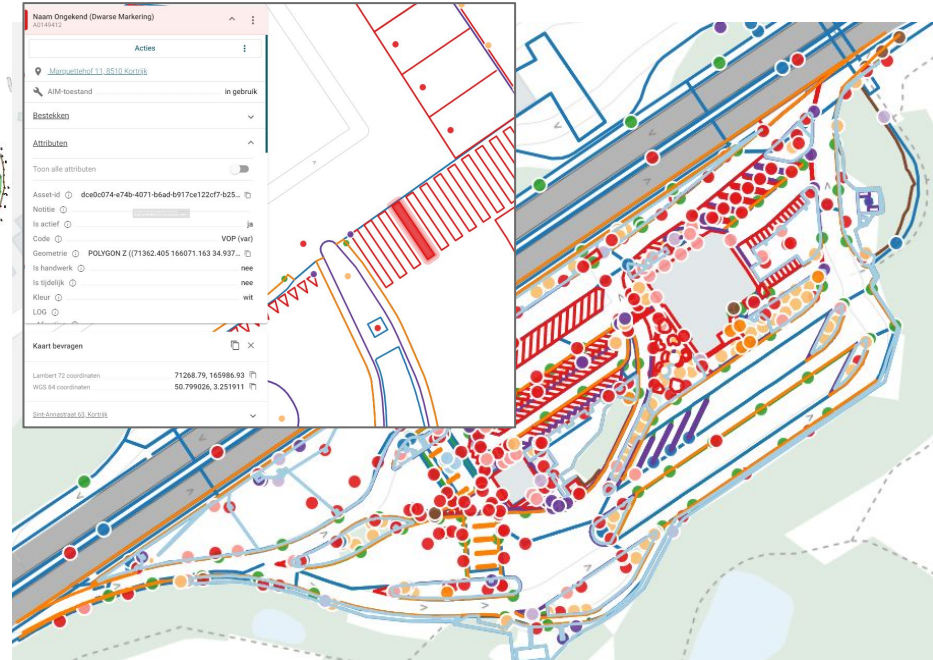 Naam Ongekend (Dwarse Markering)
A0149412
Acties
Marquettehof 11, 8510 Kortrijk
AIM-toestand in gebruik
Bestekken
Attributen
Toon alle attributen
Asset-id dce0c074-e74b-4071-b6ad-b917ce122cf7-b25...
Notitie
Is actief ja
Code VOP (var)
Geometrie POLYGON Z ((71362.405 166071.163 34.937...
Is handwerk nee
Is tijdelijk nee
Kleur wit
LOG
Kaart bevragen
Lambert 72 coordinaten 71268.79, 165986.93
WGS 84 coordinaten 50.799026, 3.251911
Sint-Annastraat 63, Kortrijk